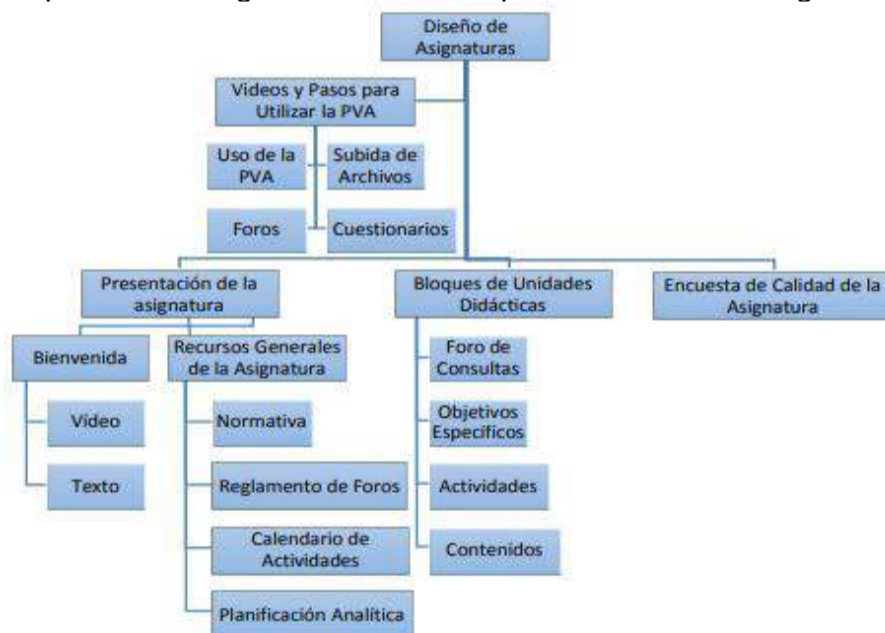 Diseño de
Asignaturas
Videos y Pasos para
Utilizar la PVA
Uso de la
PVA
Subida de
Archivos
Foros
Cuestionarios
Presentación de la
asignatura
Bloques de Unidades
Didácticas
Encuesta de Calidad de la
Asignatura
Bienvenida
Recursos Generales
de la Asignatura
Foro de
Consultas
Vídeo
Normativa
Objetivos
Específicos
Texto
Reglamento de Foros
Actividades
Calendario de
Actividades
Contenidos
Planificación Analítica